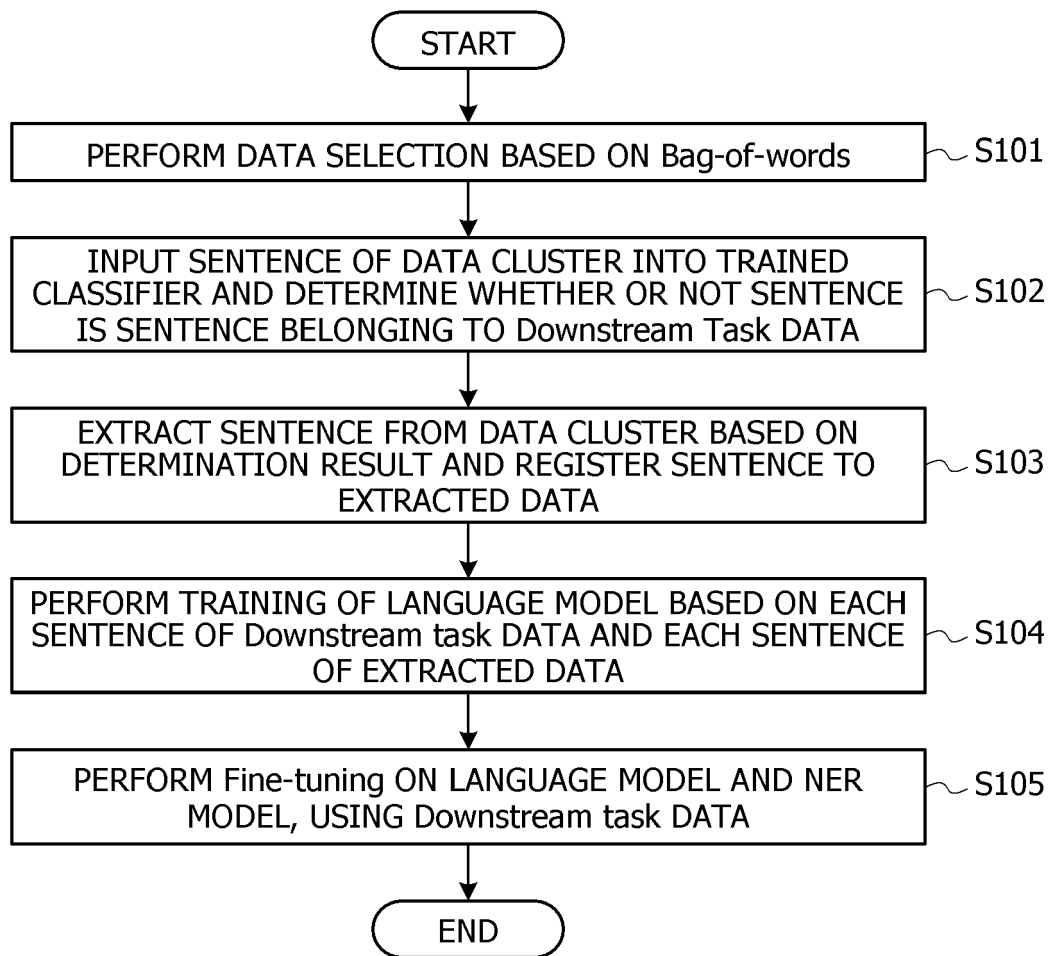 START
PERFORM DATA SELECTION BASED ON Bag-of-words
S101
INPUT SENTENCE OF DATA CLUSTER INTO TRAINED
CLASSIFIER AND DETERMINE WHETHER OR NOT SENTENCE
IS SENTENCE BELONGING TO Downstream Task DATA
S102
EXTRACT SENTENCE FROM DATA CLUSTER BASED ON
DETERMINATION RESULT AND REGISTER SENTENCE TO
EXTRACTED DATA
S103
PERFORM TRAINING OF LANGUAGE MODEL BASED ON EACH
SENTENCE OF Downstream task DATA AND EACH SENTENCE
OF EXTRACTED DATA
S104
PERFORM Fine-tuning ON LANGUAGE MODEL AND NER
MODEL, USING Downstream task DATA
S105
END